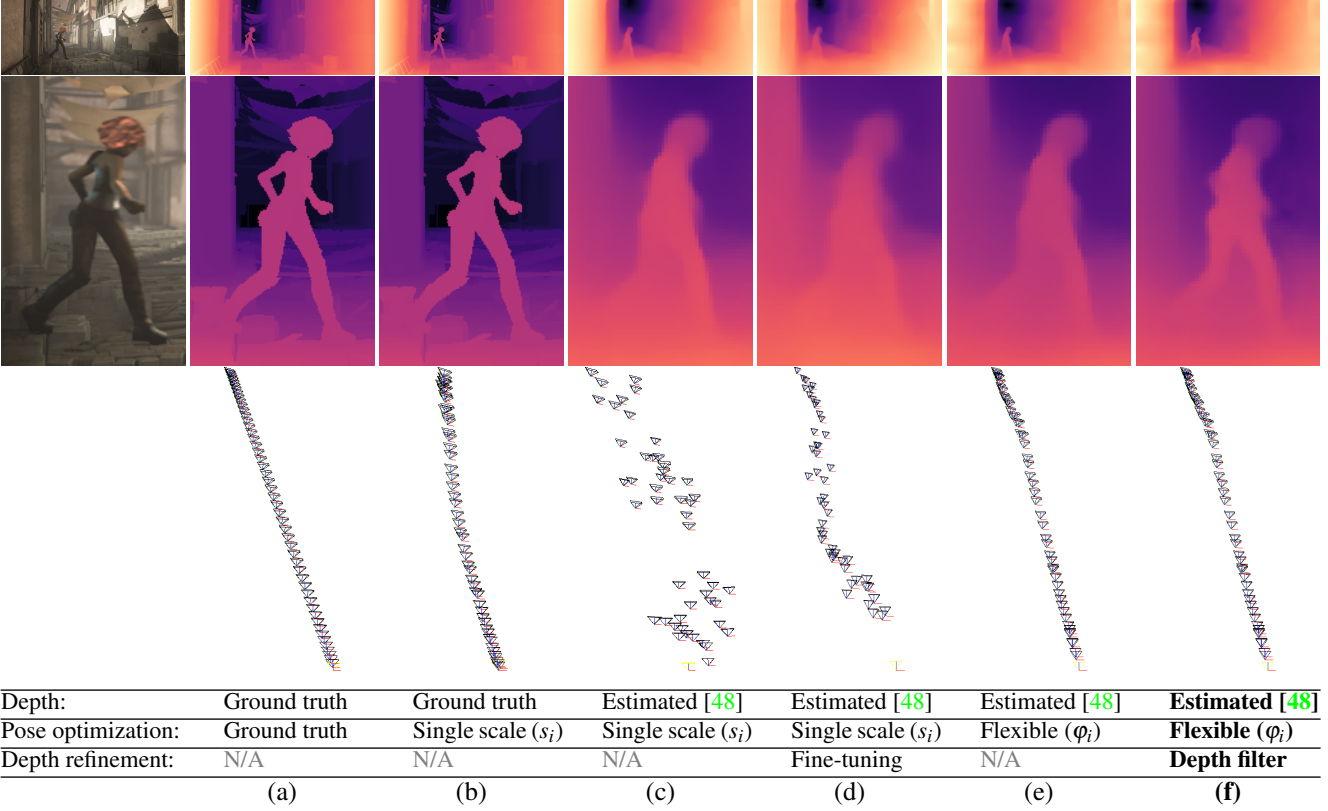 Depth: Ground truth Ground truth Estimated [48] Estimated [48] Estimated [48] Estimated [48]
Pose optimization: Ground truth Single scale (sᵢ) Single scale (sᵢ) Single scale (sᵢ) Flexible (φᵢ) Flexible (φᵢ)
Depth refinement: N/A N/A N/A Fine-tuning N/A Depth filter
(a) (b) (c) (d) (e) (f)